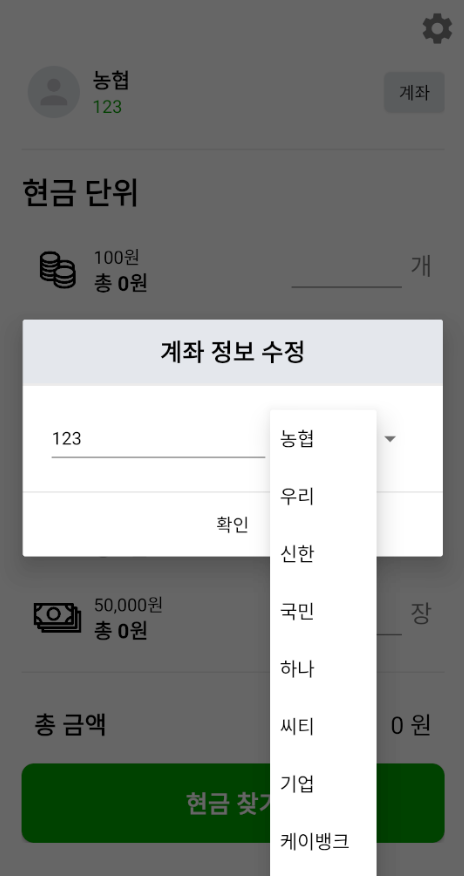 농협
123
계좌
현금 단위
100원
총 0원
개
계좌 정보 수정
123
농협
우리
신한
국민
하나
씨티
기업
케이뱅크
확인
50,000원
총 0원
장
총 금액
0 원
현금 찾기